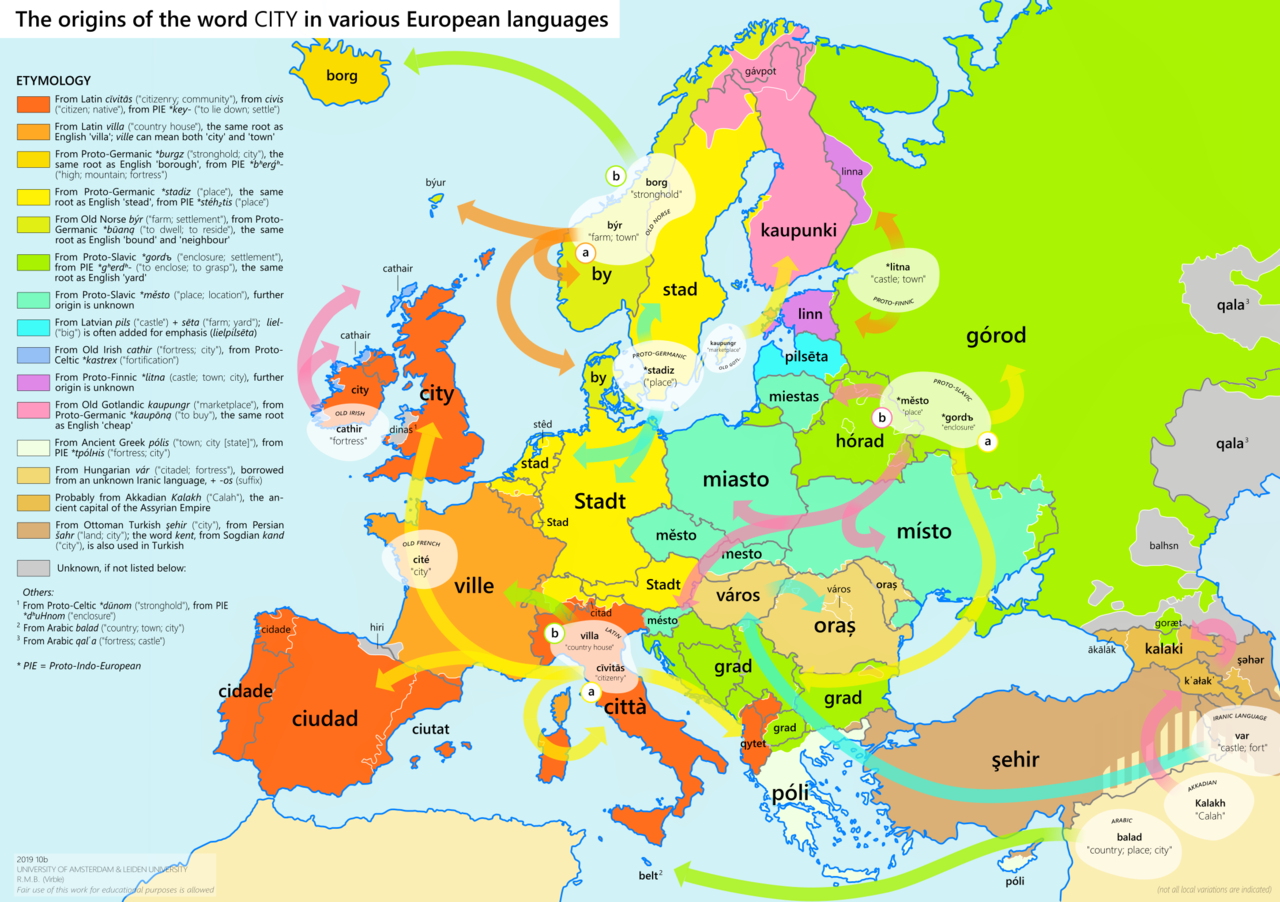 The origins of the word CITY in various European languages
ETYMOLOGY
From Latin cīvitās ("citizenry; community"), from civis
("citizen; native"), from PIE *key- ("to lie down; settle")
From Latin villa ("country house"), the same root as
English 'villa'; ville can mean both 'city' and 'town'
From Proto-Germanic *burgz ("stronghold; city"), the
same root as English 'borough', from PIE *bʰerǵʰ-
("high; mountain; fortress")
From Proto-Germanic *stadiz ("place"), the same
root as English 'stead', from PIE *stéh₂tis ("place")
From Old Norse býr ("farm; settlement"), from Proto-
Germanic *būaną ("to dwell; to reside"), the same
root as English 'bound' and 'neighbour'
From Proto-Slavic *gordъ ("enclosure; settlement"),
from PIE *gʰerdʰ- ("to enclose; to grasp"), the same
root as English 'yard'
From Proto-Slavic *město ("place; location"), further
origin is unknown
From Latvian pils ("castle") + sēta ("farm; yard"); liel-
("big") is often added for emphasis (lielpilsēta)
From Old Irish cathir ("fortress; city"), from Proto-
Celtic *kastrex ("fortification")
From Proto-Finnic *litna (castle; town; city), further
origin is unknown
From Old Gotlandic kaupungr ("marketplace"), from
Proto-Germanic *kaupōną ("to buy"), the same root
as English 'cheap'
From Ancient Greek pólis ("town; city [state]"), from
PIE *tpólHis ("fortress; city")
From Hungarian vár ("citadel; fortress"), borrowed
from an unknown Iranic language, + -os (suffix)
Probably from Akkadian Kalakh ("Calah"), the an-
cient capital of the Assyrian Empire
From Ottoman Turkish şehir ("city"), from Persian
šahr ("land; city"); the word kent, from Sogdian kand
("city"), is also used in Turkish
Unknown, if not listed below:
Others:
1 From Proto-Celtic *dūnom ("stronghold"), from PIE
*dʰuHnom ("enclosure")
2 From Arabic balad ("country; town; city")
3 From Arabic qalʿa ("fortress; castle")
* PIE = Proto-Indo-European
borg
gávpot
b
borg
"stronghold"
býr
"farm; town"
OLD NORSE
a
býur
by
stad
kaupunki
linna
*litna
"castle; town"
PROTO-FINNIC
linn
górod
qala3
qala3
balhsn
cathair
cathair
city
city
OLD IRISH
cathir
"fortress"
dinas1
by
PROTO-GERMANIC
*stadiz
("place")
kaupungr
"marketplace"
OLD GOTL.
pilsēta
miestas
PROTO-SLAVIC
*město
"place"
*gordъ
"enclosure"
b
a
hórad
stêd
stad
Stad
Stadt
miasto
město
mesto
místo
OLD FRENCH
cité
"city"
ville
Stadt
város
város
oraș
oraș
citad
město
b
villa
"country house"
LATIN
cīvitās
"citizenry"
a
hiri
cidade
cidade
ciudad
ciutat
città
grad
grad
grad
qytet
póli
şehir
goræt
ákálák
kalaki
k῾ałak῾
şəhər
IRANIC LANGUAGE
var
"castle; fort"
AKKADIAN
Kalakh
"Calah"
ARABIC
balad
"country; place; city"
belt2
póli
2019 10b
UNIVERSITY OF AMSTERDAM & LEIDEN UNIVERSITY
R.M.B. (Virble)
Fair use of this work for educational purposes is allowed
(not all local variations are indicated)